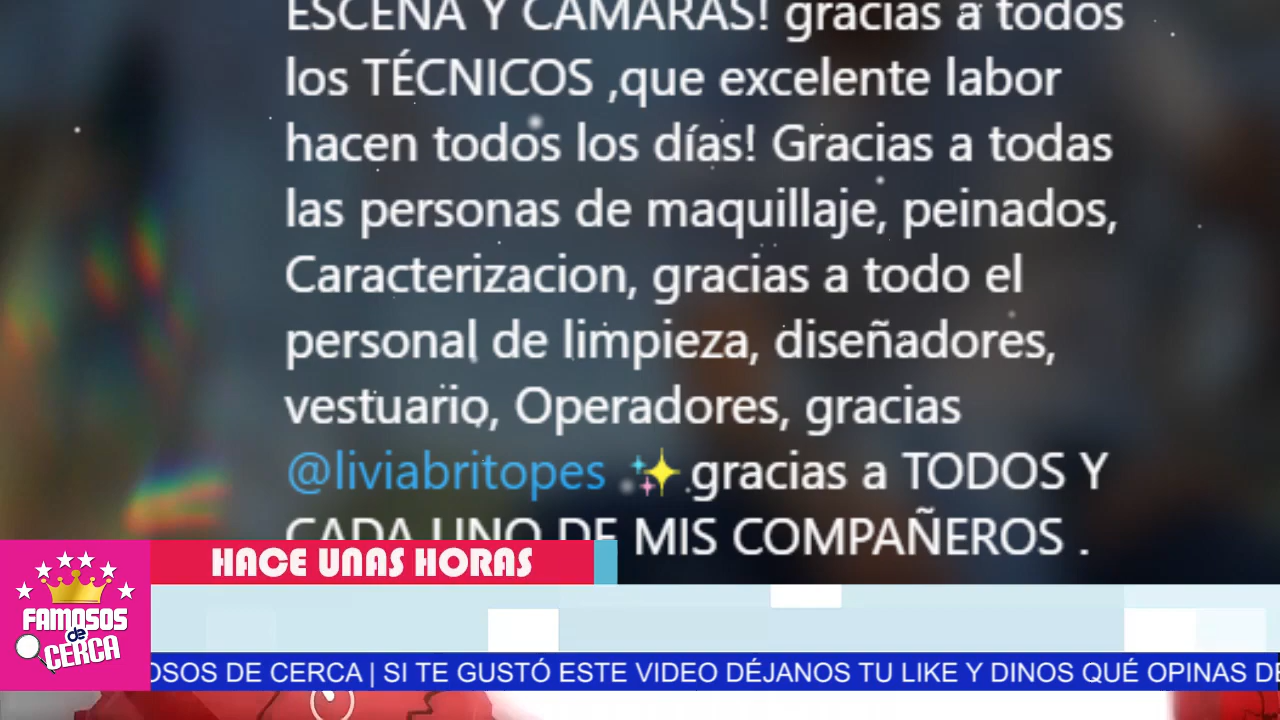 ESCENA Y CÁMARAS! gracias a todos
los TÉCNICOS ,que excelente labor
hacen todos los días! Gracias a todas
las personas de maquillaje, peinados,
Caracterizacion, gracias a todo el
personal de limpieza, diseñadores,
vestuario, Operadores, gracias
@liviabritopes ✨.gracias a TODOS Y
CADA UNO DE MIS COMPAÑEROS .
HACE UNAS HORAS
FAMOSOS
de
CERCA
OSOS DE CERCA | SI TE GUSTÓ ESTE VIDEO DÉJANOS TU LIKE Y DINOS QUÉ OPINAS DE